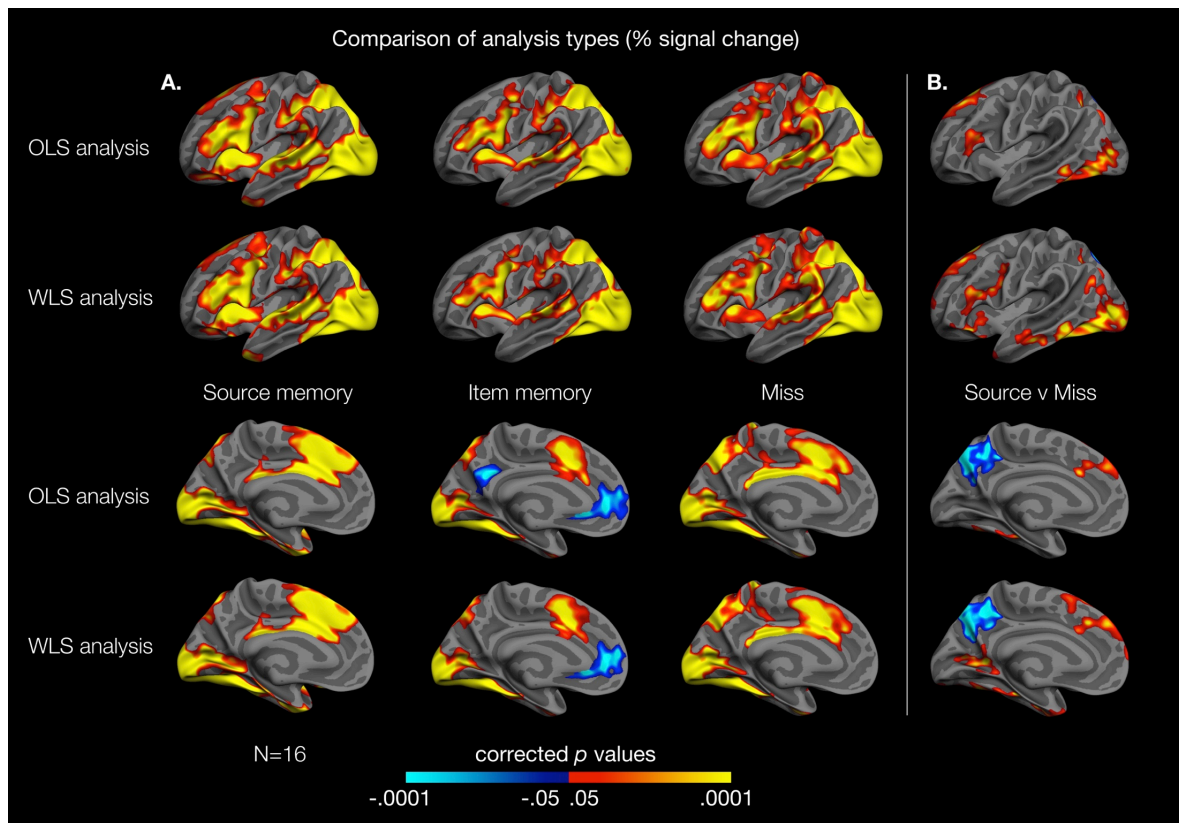 Comparison of analysis types (% signal change)
A.
B.
OLS analysis
WLS analysis
Source memory
Item memory
Miss
Source v Miss
OLS analysis
WLS analysis
N=16
corrected p values
-.0001
-.05
.05
.0001